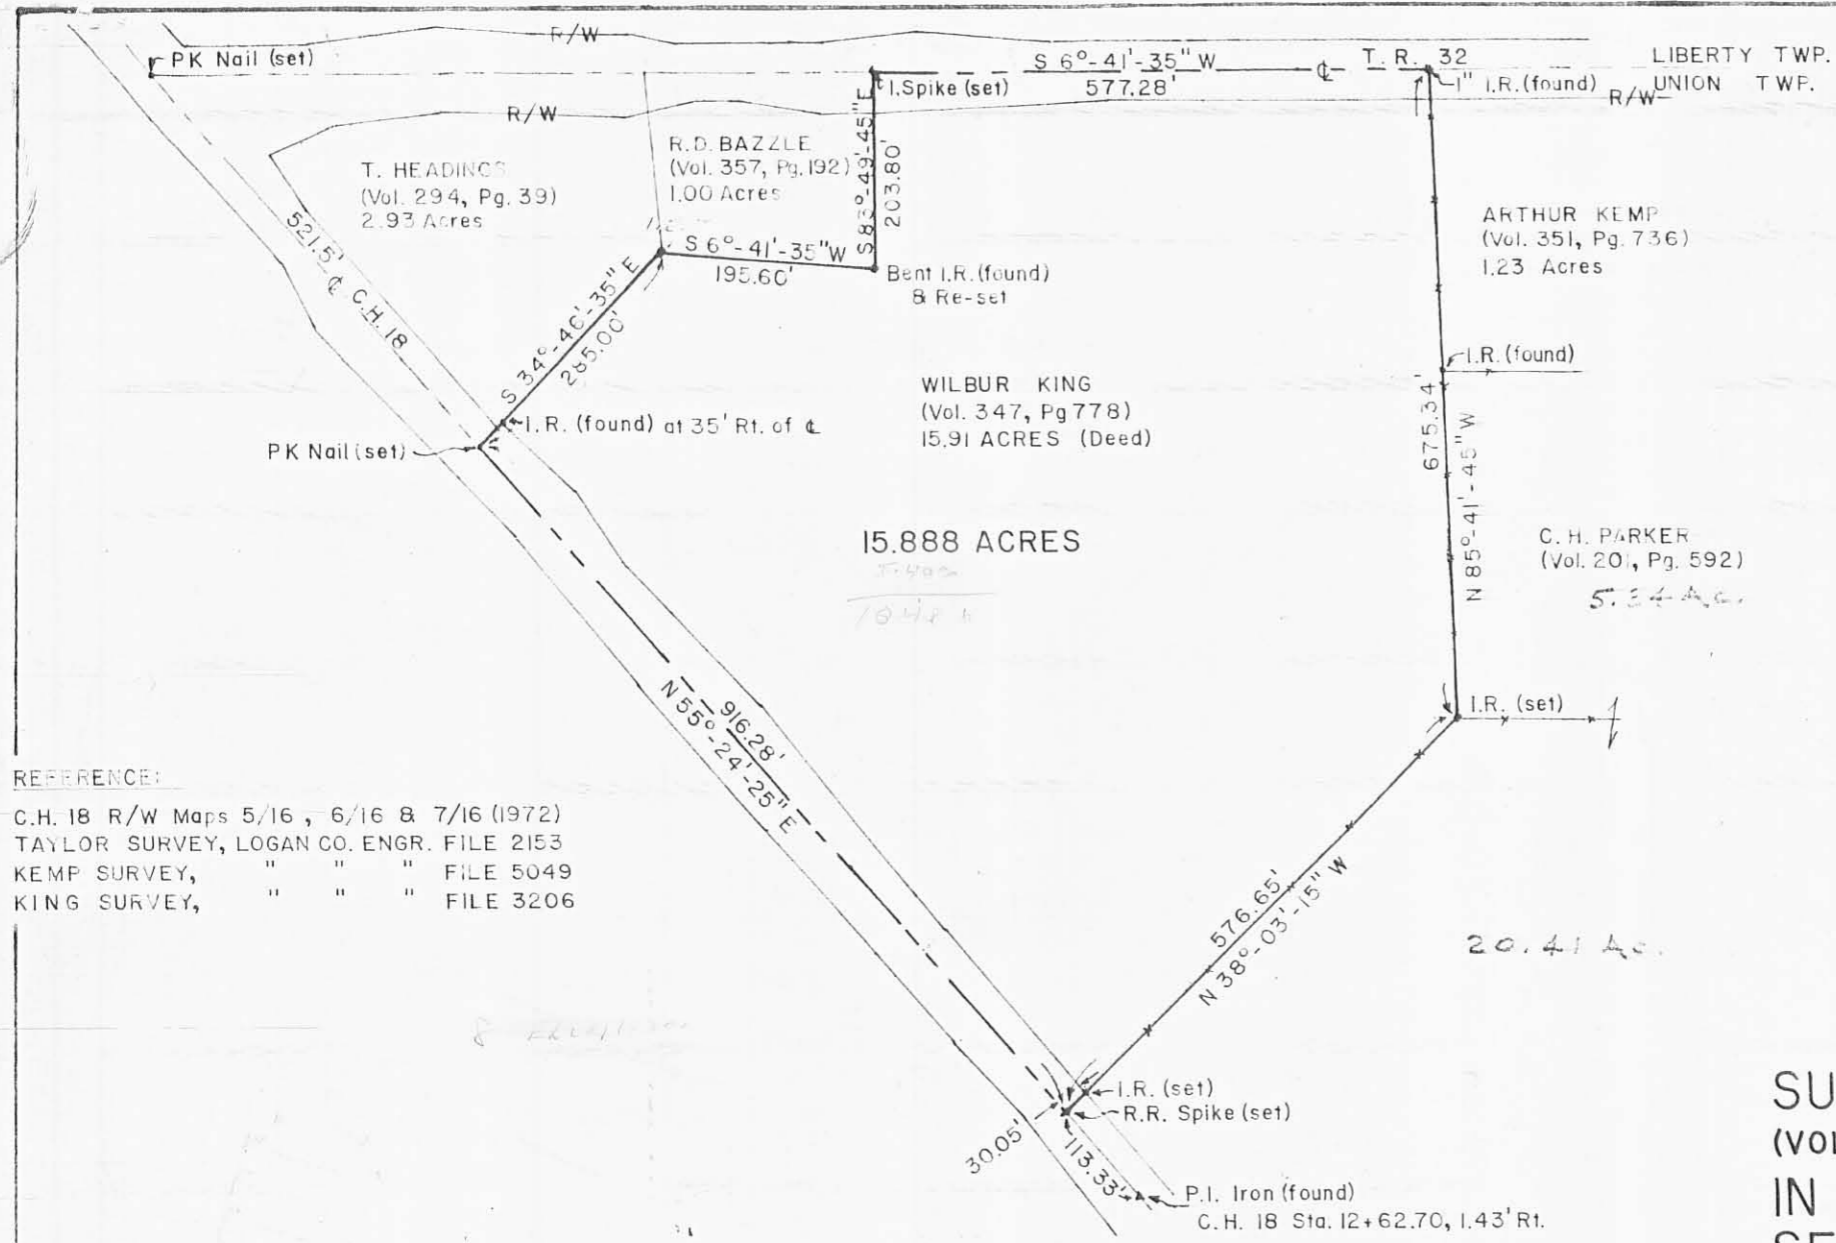 R/W
PK Nail (set)
S 6°-41'-35" W
℄ T. R. 32
LIBERTY TWP.
I. Spike (set)
577.28'
1" I.R. (found)
R/W
UNION TWP.
R/W
S 83°-49'-45" E
203.80'
R.D. BAZZLE
(Vol. 357, Pg. 192)
1.00 Acres
T. HEADINGS
(Vol. 294, Pg. 39)
2.93 Acres
ARTHUR KEMP
(Vol. 351, Pg. 736)
1.23 Acres
521.5'
℄ C.H. 18
S 6°-41'-35" W
195.60'
Bent I.R. (found)
& Re-set
S 34°-46'-35" E
285.00'
I.R. (found)
WILBUR KING
(Vol. 347, Pg 778)
15.91 ACRES (Deed)
675.34'
N 85°-41'-45" W
I.R. (found) at 35' Rt. of ℄
PK Nail (set)
15.888 ACRES
C. H. PARKER
(Vol. 201, Pg. 592)
I.R. (set)
916.28'
N 55°-24'-25" E
REFERENCE:
C.H. 18 R/W Maps 5/16, 6/16 & 7/16 (1972)
TAYLOR SURVEY, LOGAN CO. ENGR. FILE 2153
KEMP SURVEY, " " " FILE 5049
KING SURVEY, " " " FILE 3206
576.65'
N 38°-03'-15" W
20.41 Ac.
I.R. (set)
R.R. Spike (set)
30.05'
113.33'
P.I. Iron (found)
C.H. 18 Sta. 12+62.70, 1.43' Rt.
SU
(VOL
IN